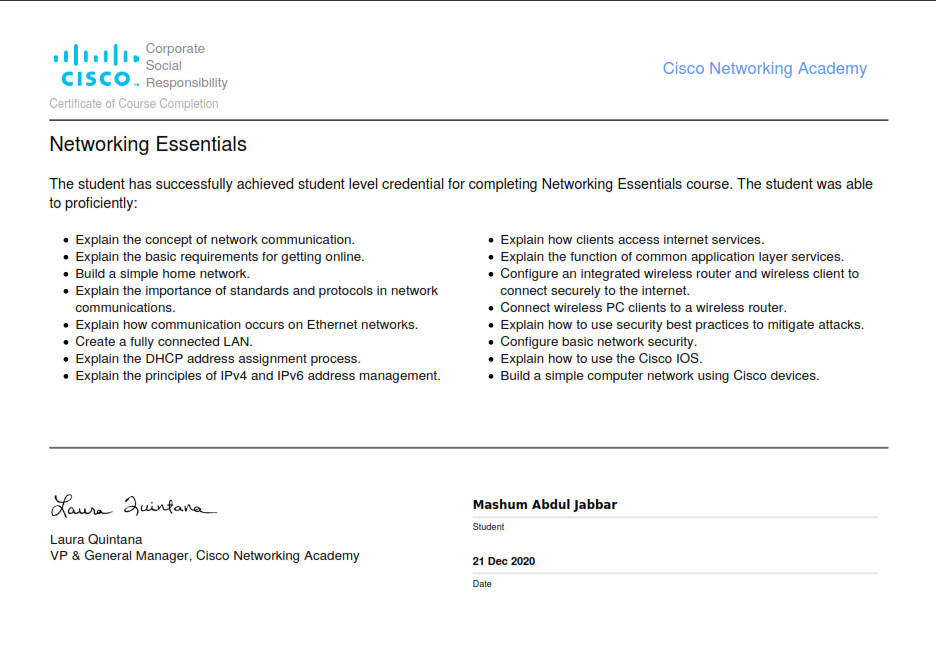 CISCO
Corporate
Social
Responsibility
Cisco Networking Academy
Certificate of Course Completion
Networking Essentials
The student has successfully achieved student level credential for completing Networking Essentials course. The student was able
to proficiently:
• Explain the concept of network communication.
• Explain the basic requirements for getting online.
• Build a simple home network.
• Explain the importance of standards and protocols in network
communications.
• Explain how communication occurs on Ethernet networks.
• Create a fully connected LAN.
• Explain the DHCP address assignment process.
• Explain the principles of IPv4 and IPv6 address management.
• Explain how clients access internet services.
• Explain the function of common application layer services.
• Configure an integrated wireless router and wireless client to
connect securely to the internet.
• Connect wireless PC clients to a wireless router.
• Explain how to use security best practices to mitigate attacks.
• Configure basic network security.
• Explain how to use the Cisco IOS.
• Build a simple computer network using Cisco devices.
Laura Quintana
Laura Quintana
VP & General Manager, Cisco Networking Academy
Mashum Abdul Jabbar
Student
21 Dec 2020
Date